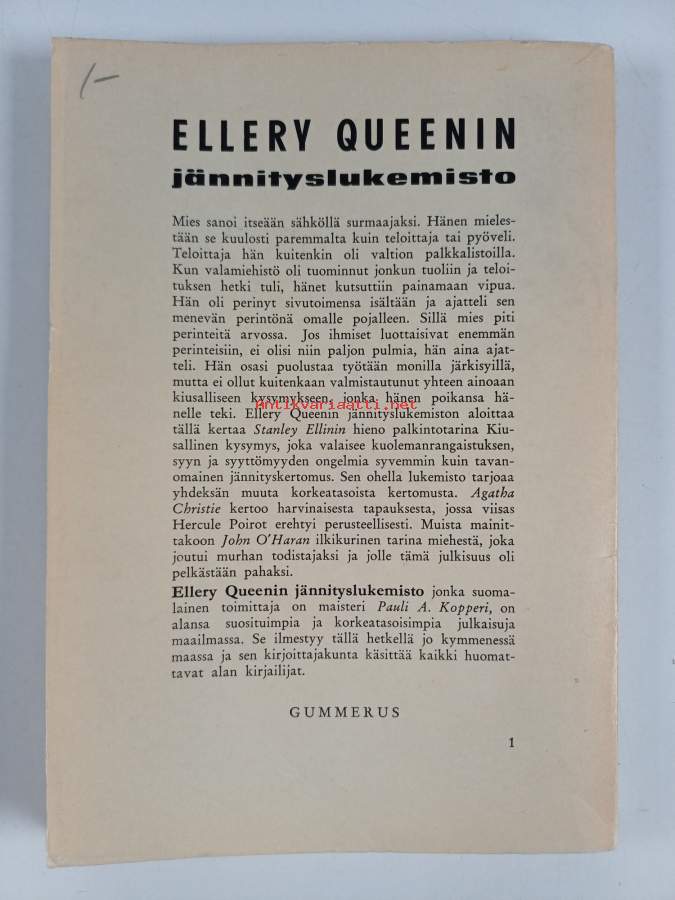 /-
ELLERY QUEENIN
jännityslukemisto
Mies sanoi itseään sähköllä surmaajaksi. Hänen mieles-
tään se kuulosti paremmalta kuin teloittaja tai pyöveli.
Teloittaja hän kuitenkin oli valtion palkkalistoilla.
Kun valamiehistö oli tuominnut jonkun tuoliin ja teloi-
tuksen hetki tuli, hänet kutsuttiin painamaan vipua.
Hän oli perinyt sivutoimensa isältään ja ajatteli sen
menevän perintönä omalle pojalleen. Sillä mies piti
perinteitä arvossa. Jos ihmiset luottaisivat enemmän
perinteisiin, ei olisi niin paljon pulmia, hän aina ajat-
teli. Hän osasi puolustaa työtään monilla järkisyillä,
mutta ei ollut kuitenkaan valmistautunut yhteen ainoaan
kiusalliseen kysymykseen, jonka hänen poikansa hä-
Antikvariaatti.net
nelle teki. Ellery Queenin jännityslukemiston aloittaa
tällä kertaa Stanley Ellinin hieno palkintotarina Kiu-
sallinen kysymys, joka valaisee kuolemanrangaistuksen,
syyn ja syyttömyyden ongelmia syvemmin kuin tavan-
omainen jännityskertomus. Sen ohella lukemisto tarjoaa
yhdeksän muuta korkeatasoista kertomusta. Agatha
Christie kertoo harvinaisesta tapauksesta, jossa viisas
Hercule Poirot erehtyi perusteellisesti. Muista mainit-
takoon John O'Haran ilkikurinen tarina miehestä, joka
joutui murhan todistajaksi ja jolle tämä julkisuus oli
pelkästään pahaksi.
Ellery Queenin jännityslukemisto jonka suoma-
lainen toimittaja on maisteri Pauli A. Kopperi, on
alansa suosituimpia ja korkeatasoisimpia julkaisuja
maailmassa. Se ilmestyy tällä hetkellä jo kymmenessä
maassa ja sen kirjoittajakunta käsittää kaikki huomat-
tavat alan kirjailijat.
GUMMERUS
1